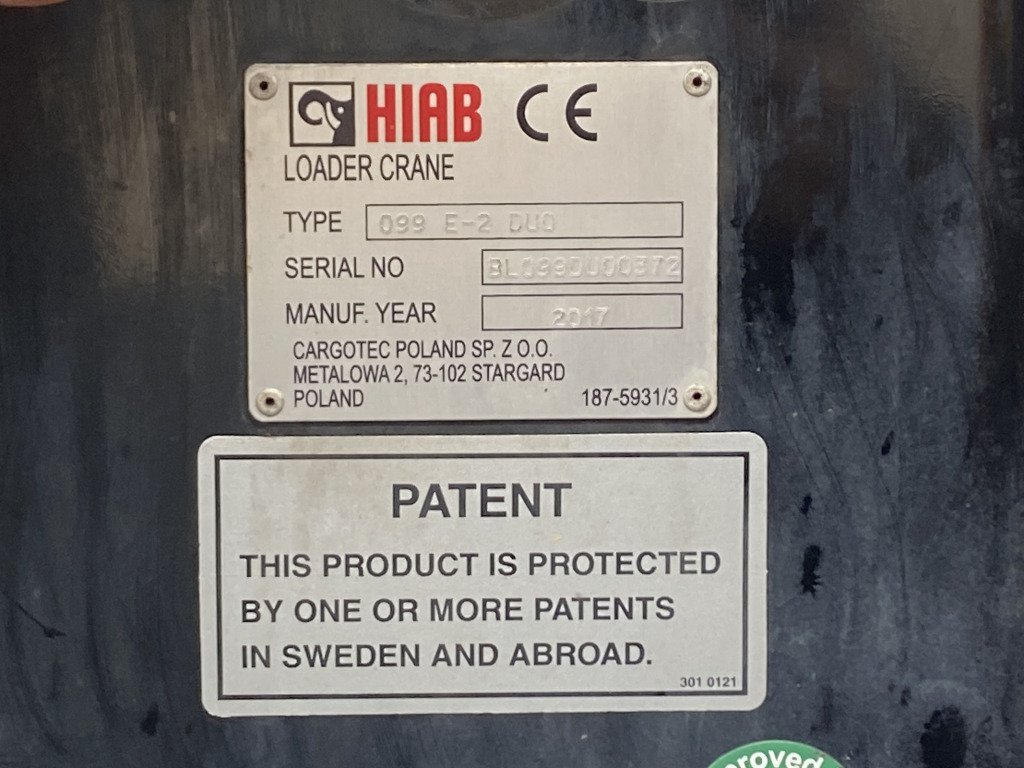 HIAB CE
LOADER CRANE
TYPE 099 E-2 DUO
SERIAL NO BL099DU00372
MANUF. YEAR 2017
CARGOTEC POLAND SP. Z O.O.
METALOWA 2, 73-102 STARGARD
POLAND 187-5931/3
PATENT
THIS PRODUCT IS PROTECTED
BY ONE OR MORE PATENTS
IN SWEDEN AND ABROAD.
301 0121